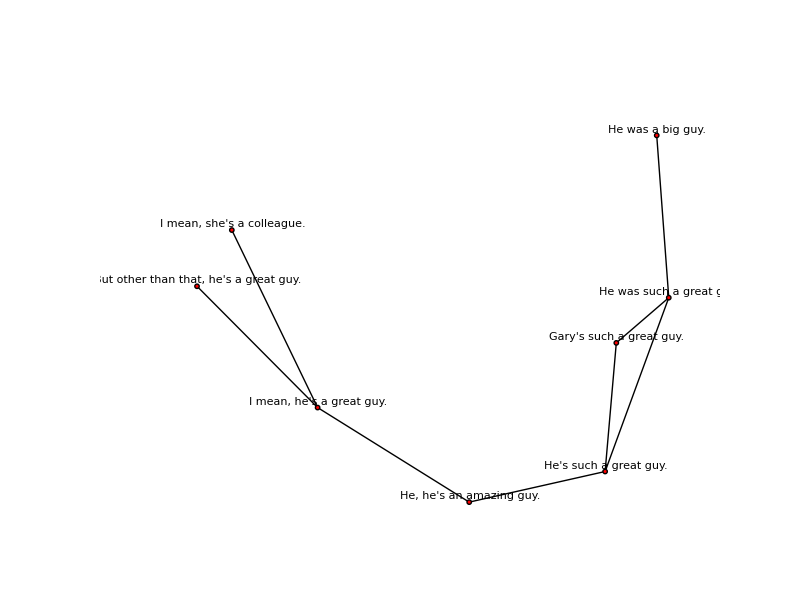 He was a big guy.
I mean, she's a colleague.
ut other than that, he's a great guy.
He was such a great
Gary's such a great guy.
I mean, he's a great guy.
He's such a great guy.
He, he's an amazing guy.